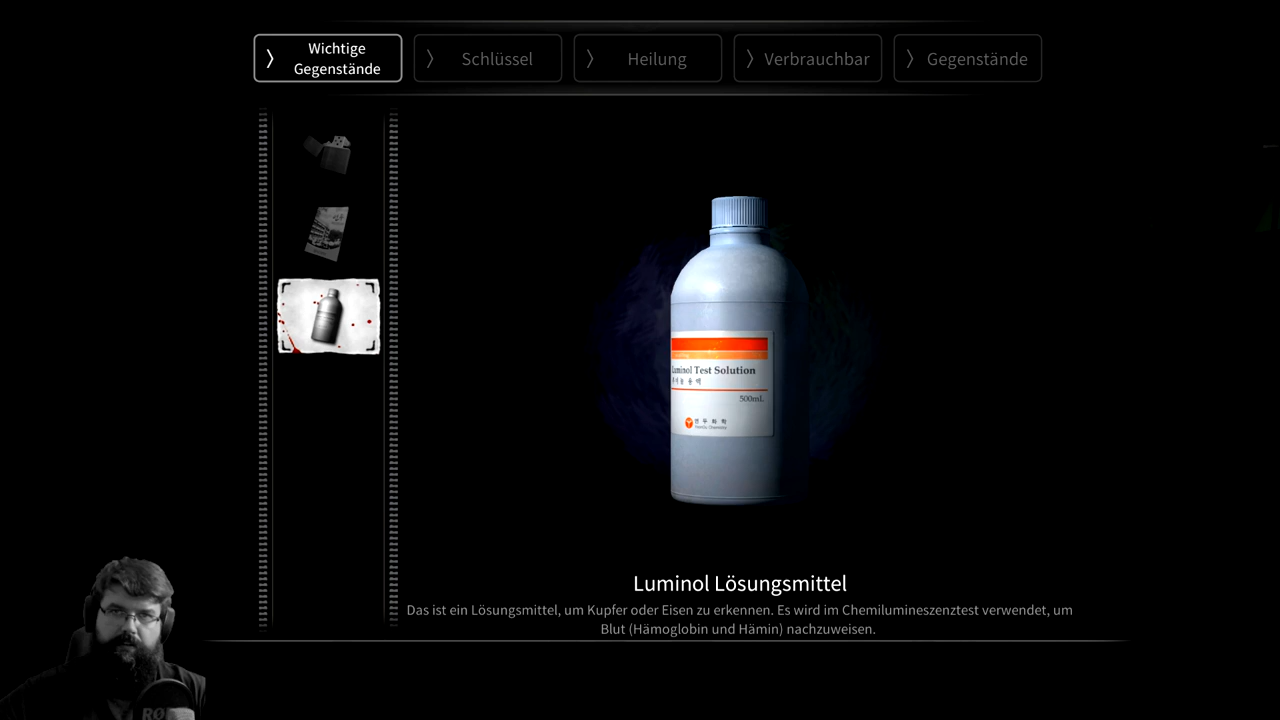 Wichtige
Gegenstände
Schlüssel
Heilung
Verbrauchbar
Gegenstände
Luminol Test Solution
500mL
Luminol Lösungsmittel
Das ist ein Lösungsmittel, um Kupfer oder Eisen zu erkennen. Es wird im Chemilumineszenztest verwendet, um
Blut (Hämoglobin und Hämin) nachzuweisen.